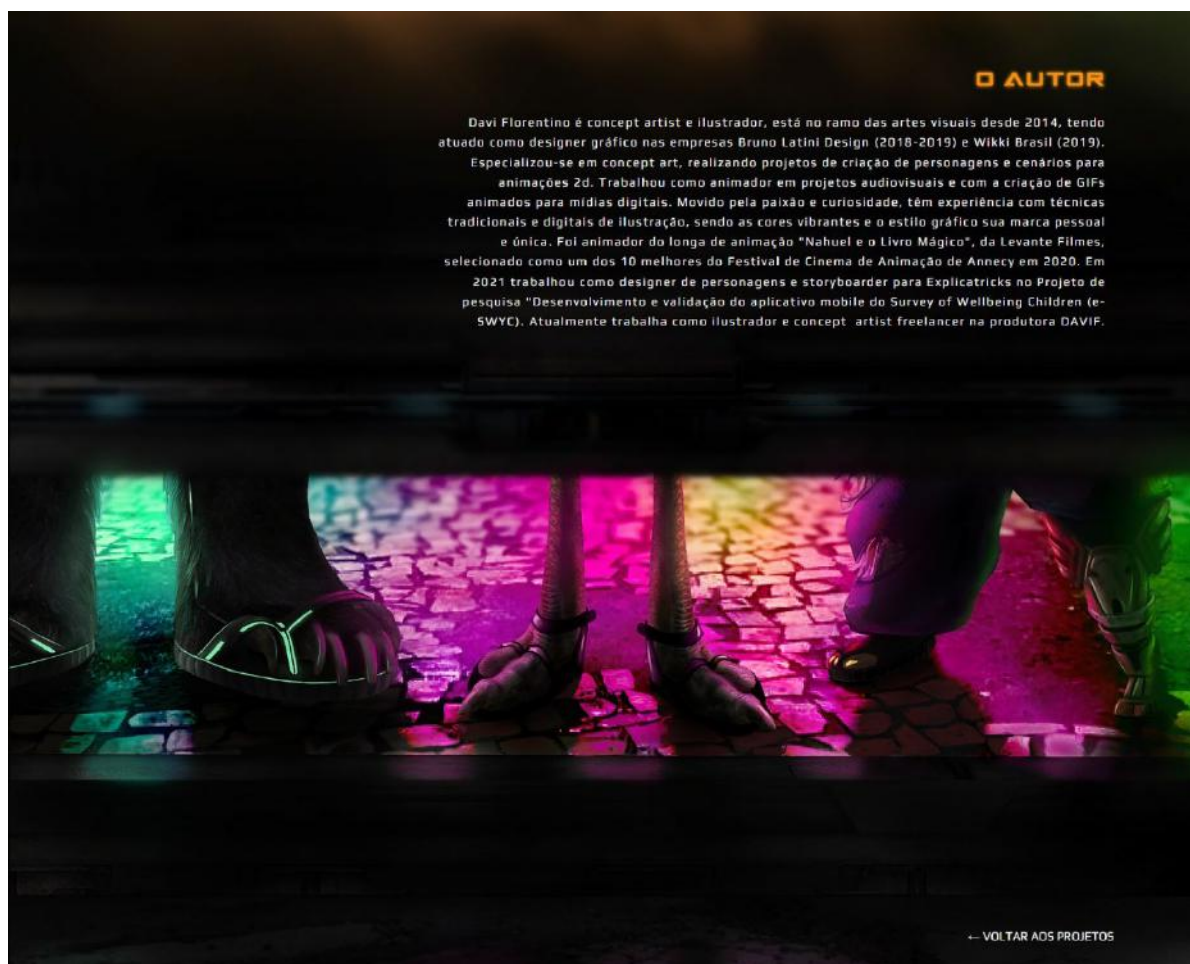 O AUTOR
Davi Florentino é concept artist e ilustrador, está no ramo das artes visuais desde 2014, tendo
atuado como designer gráfico nas empresas Bruno Latini Design (2018-2019) e Wikki Brasil (2019).
Especializou-se em concept art, realizando projetos de criação de personagens e cenários para
animações 2d. Trabalhou como animador em projetos audiovisuais e com a criação de GIFs
animados para mídias digitais. Movido pela paixão e curiosidade, têm experiência com técnicas
tradicionais e digitais de ilustração, sendo as cores vibrantes e o estilo gráfico sua marca pessoal
e única. Foi animador do longa de animação "Nahuel e o Livro Mágico", da Levante Filmes,
selecionado como um dos 10 melhores do Festival de Cinema de Animação de Annecy em 2020. Em
2021 trabalhou como designer de personagens e storyboarder para Explicatricks no Projeto de
pesquisa "Desenvolvimento e validação do aplicativo mobile do Survey of Wellbeing Children (e-
SWYC). Atualmente trabalha como ilustrador e concept artist freelancer na produtora DAVIF.
← VOLTAR AOS PROJETOS